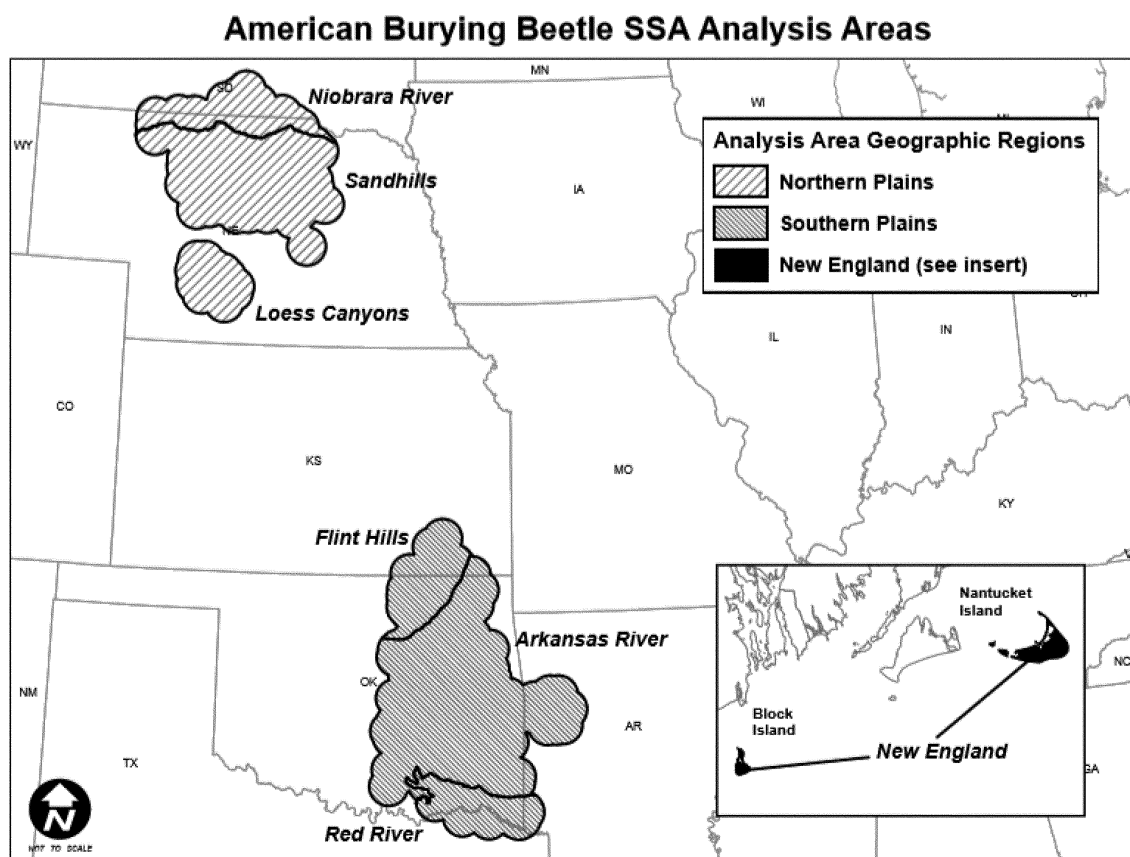 American Burying Beetle SSA Analysis Areas
MN
SD
Niobrara River
WI
WY
Analysis Area Geographic Regions
Northern Plains
Southern Plains
New England (see insert)
Sandhills
IA
NE
Loess Canyons
IL
IN
CO
KS
MO
KY
Flint Hills
Nantucket
Island
Arkansas River
NM
OK
NC
AR
Block
Island
New England
TX
GA
N
NOT TO SCALE
Red River